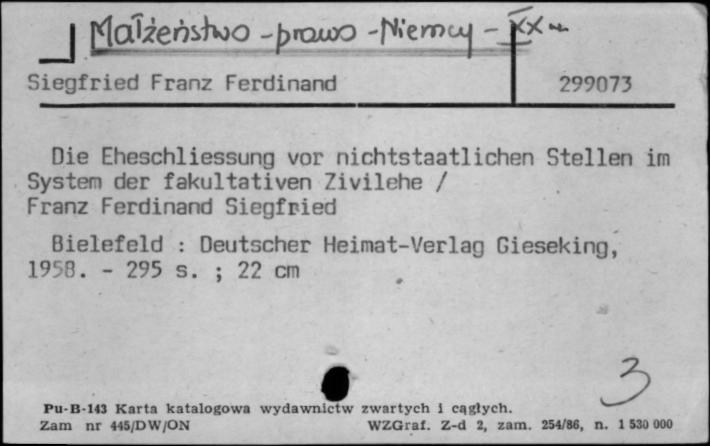 Małżeństwo - prawo - Niemcy - XX w.
Siegfried Franz Ferdinand 299073
Die Eheschliessung vor nichtstaatlichen Stellen im
System der fakultativen Zivilehe /
Franz Ferdinand Siegfried
Bielefeld : Deutscher Heimat-Verlag Gieseking,
1958. - 295 s. ; 22 cm
3
Pu-B-143 Karta katalogowa wydawnictw zwartych i cągłych.
Zam nr 445/DW/ON WZGraf. Z-d 2, zam. 254/86, n. 1 530 000